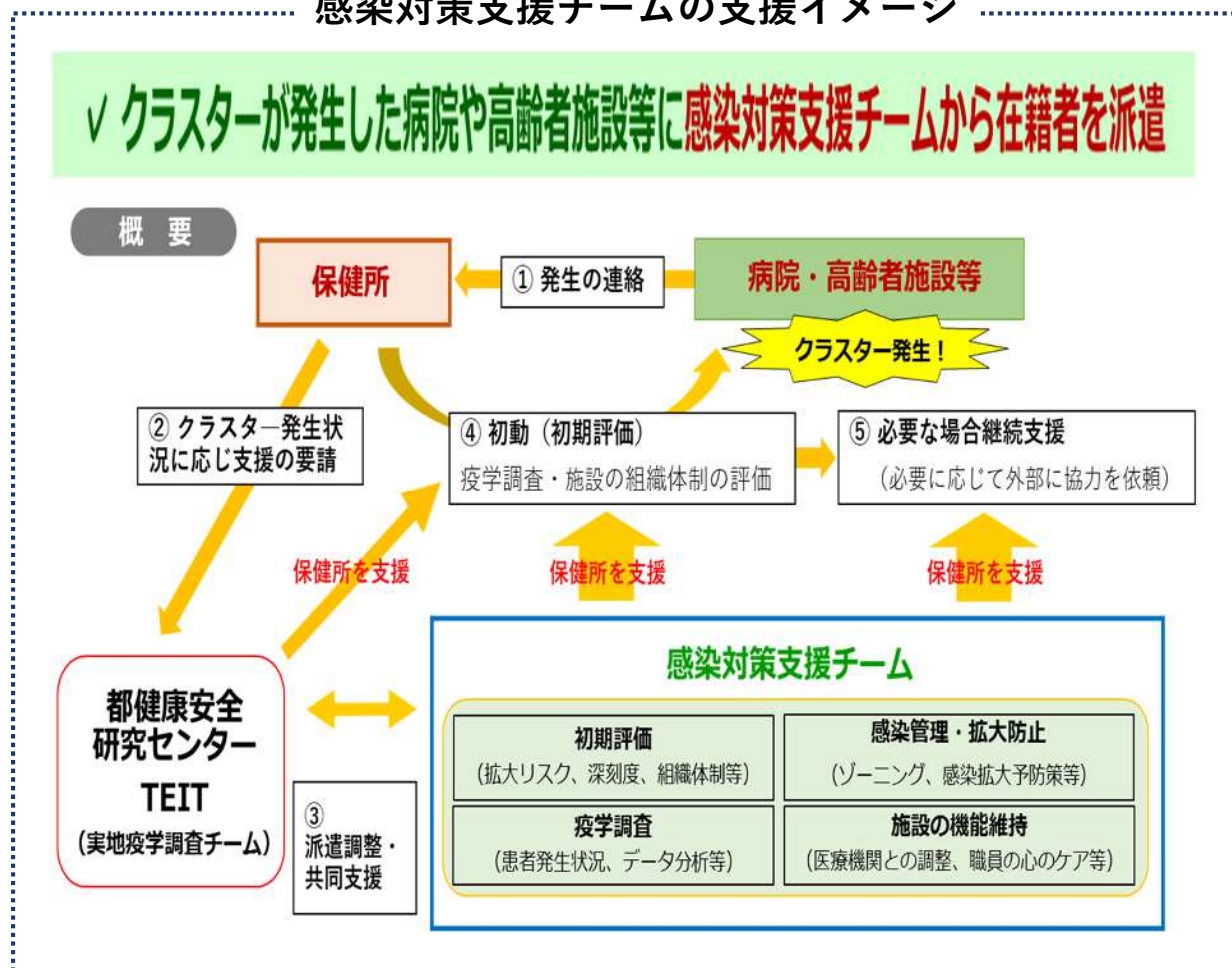 感染対策支援チームの支援イメージ
✓ クラスターが発生した病院や高齢者施設等に感染対策支援チームから在籍者を派遣
概 要
保健所
① 発生の連絡
病院・高齢者施設等
クラスター発生！
② クラスタ―発生状
況に応じ支援の要請
④ 初動（初期評価）
疫学調査・施設の組織体制の評価
⑤ 必要な場合継続支援
（必要に応じて外部に協力を依頼）
保健所を支援
保健所を支援
保健所を支援
都健康安全
研究センター
TEIT
（実地疫学調査チーム）
③
派遣調整・
共同支援
感染対策支援チーム
初期評価
(拡大リスク、深刻度、組織体制等)
感染管理・拡大防止
(ゾーニング、感染拡大予防策等)
疫学調査
(患者発生状況、データ分析等)
施設の機能維持
(医療機関との調整、職員の心のケア等)